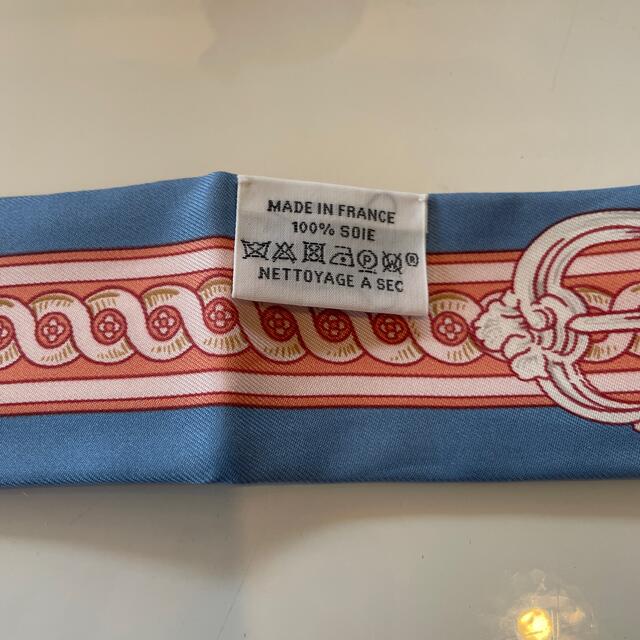 MADE IN FRANCE
100% SOIE
®
NETTOYAGE A SEC